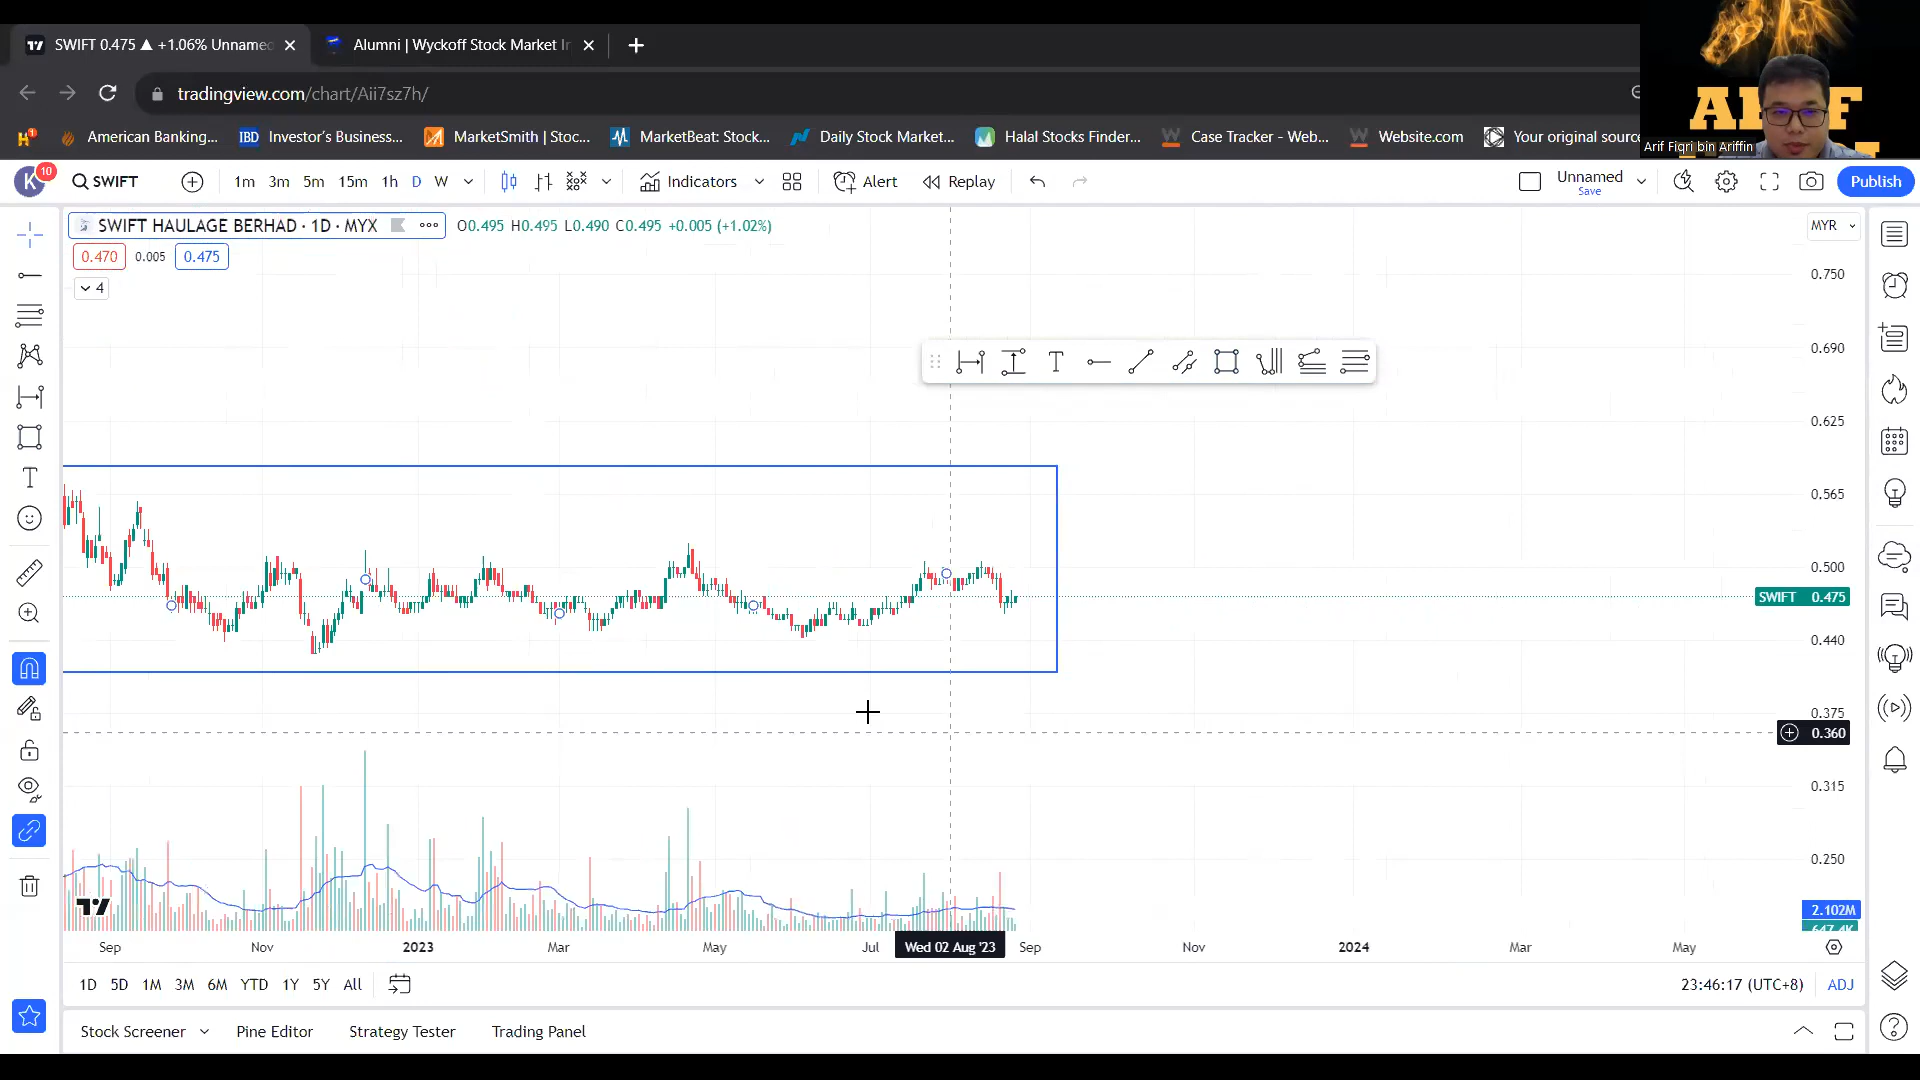 SWIFT 0.475 ▲ +1.06% Unnamed
Alumni | Wyckoff Stock Market In
tradingview.com/chart/Aii7sz7h/
American Banking...
IBD Investor's Business...
MarketSmith | Stoc...
MarketBeat: Stock...
Daily Stock Market...
Halal Stocks Finder...
Case Tracker - Web...
Website.com
Your original source
Arif Fiqri bin Ariffin
K 10
SWIFT
1m 3m 5m 15m 1h D W
Indicators
Alert
Replay
Unnamed
Save
Publish
SWIFT HAULAGE BERHAD · 1D · MYX
O0.495 H0.495 L0.490 C0.495 +0.005 (+1.02%)
MYR
0.470 0.005 0.475
4
0.750
0.690
0.625
0.565
0.500
SWIFT 0.475
0.440
0.375
0.360
0.315
0.250
2.102M
647.4K
Sep Nov 2023 Mar May Jul Wed 02 Aug '23 Sep Nov 2024 Mar May
1D 5D 1M 3M 6M YTD 1Y 5Y All
23:46:17 (UTC+8) ADJ
Stock Screener Pine Editor Strategy Tester Trading Panel